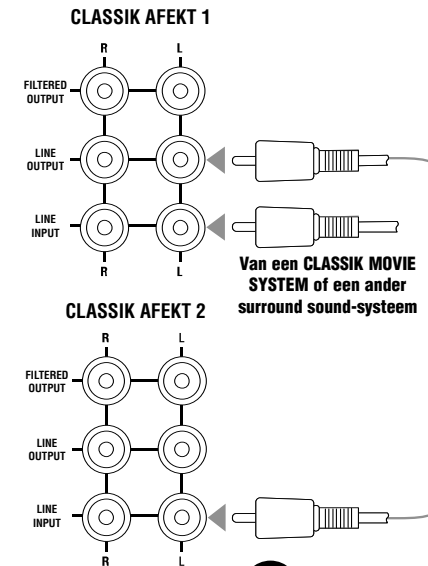 CLASSIK AFEKT 1
R L
FILTERED
OUTPUT
LINE
OUTPUT
LINE
INPUT
R L
Van een CLASSIK MOVIE
SYSTEM of een ander
surround sound-systeem
CLASSIK AFEKT 2
R L
FILTERED
OUTPUT
LINE
OUTPUT
LINE
INPUT
R L